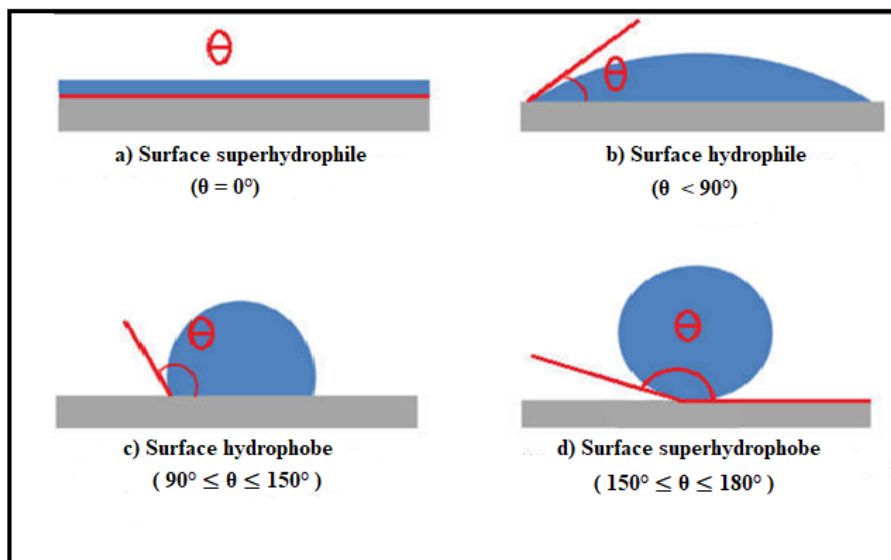 θ
θ
a) Surface superhydrophile
(θ = 0°)
b) Surface hydrophile
(θ < 90°)
θ
θ
c) Surface hydrophobe
( 90° ≤ θ ≤ 150° )
d) Surface superhydrophobe
( 150° ≤ θ ≤ 180° )